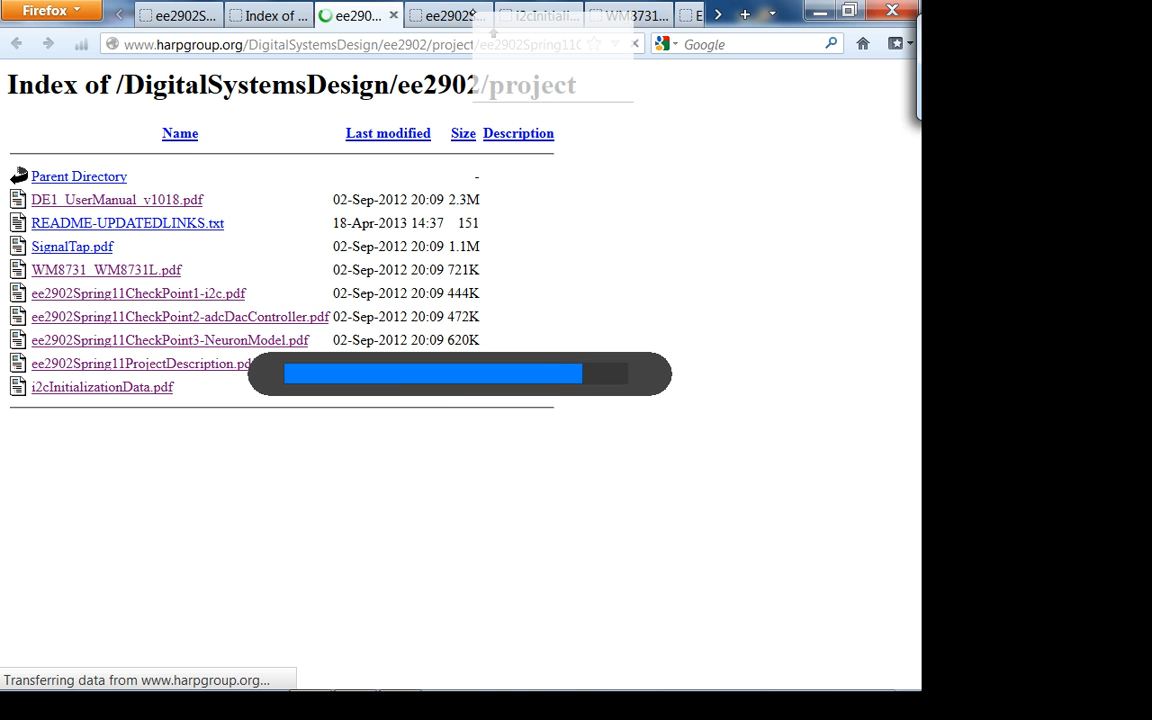 Firefox
ee2902S...
Index of ...
ee290...
ee2902S...
i2cInitiali...
WM8731...
E
www.harpgroup.org/DigitalSystemsDesign/ee2902/project/ee2902Spring11C
Google
Index of /DigitalSystemsDesign/ee2902/project
Name Last modified Size Description
Parent Directory -
DE1_UserManual_v1018.pdf 02-Sep-2012 20:09 2.3M
README-UPDATEDLINKS.txt 18-Apr-2013 14:37 151
SignalTap.pdf 02-Sep-2012 20:09 1.1M
WM8731_WM8731L.pdf 02-Sep-2012 20:09 721K
ee2902Spring11CheckPoint1-i2c.pdf 02-Sep-2012 20:09 444K
ee2902Spring11CheckPoint2-adcDacController.pdf 02-Sep-2012 20:09 472K
ee2902Spring11CheckPoint3-NeuronModel.pdf 02-Sep-2012 20:09 620K
ee2902Spring11ProjectDescription.pd
i2cInitializationData.pdf
Transferring data from www.harpgroup.org...